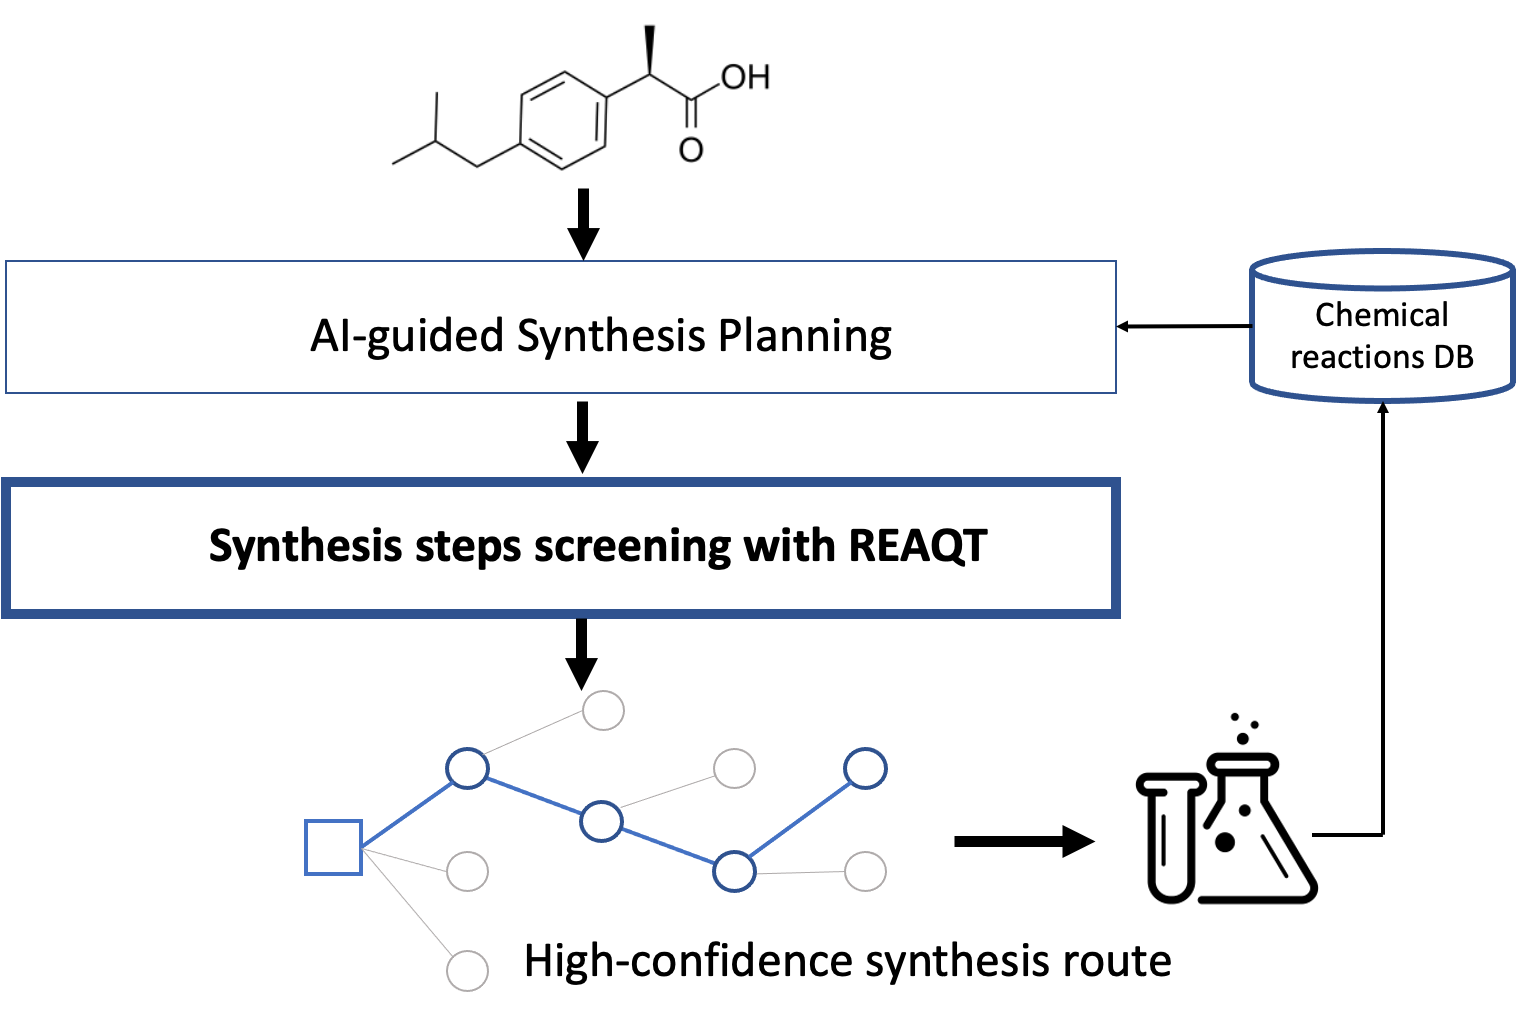 OH
O
AI-guided Synthesis Planning
Chemical
reactions DB
Synthesis steps screening with REAQT
High-confidence synthesis route